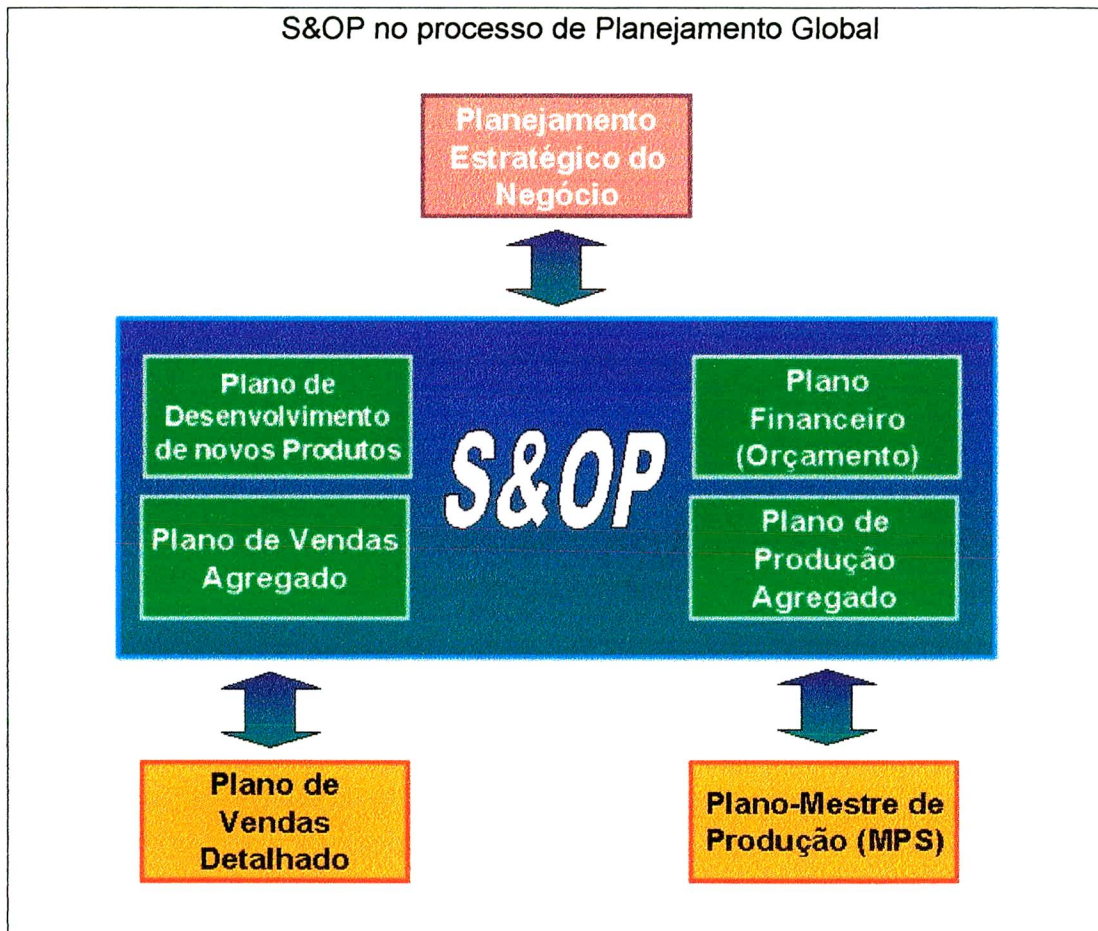 S&OP no processo de Planejamento Global
Planejamento
Estratégico do
Negócio
Plano de
Desenvolvimento
de novos Produtos
Plano de Vendas
Agregado
S&OP
Plano
Financeiro
(Orçamento)
Plano de
Produção
Agregado
Plano de
Vendas
Detalhado
Plano-Mestre de
Produção (MPS)